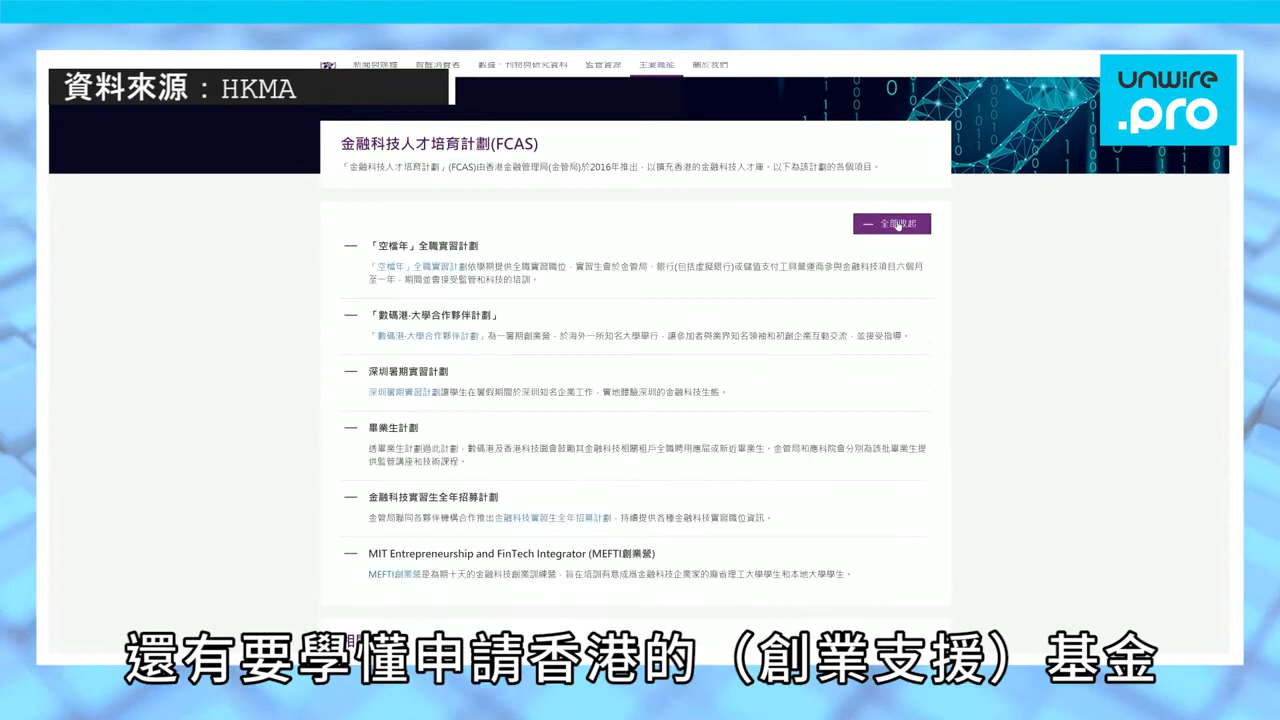 新聞與媒體 智醒消費者 數據、刊物與研究資料 監管資源 主要職能 關於我們
資料來源：HKMA
unwire
.pro
金融科技人才培育計劃(FCAS)
「金融科技人才培育計劃」(FCAS)由香港金融管理局(金管局)於2016年推出，以擴充香港的金融科技人才庫。以下為該計劃的各個項目。
全部收起
「空檔年」全職實習計劃
「空檔年」全職實習計劃依學期提供全職實習職位，實習生會於金管局、銀行(包括虛擬銀行)或儲值支付工具營運商參與金融科技項目六個月
至一年，期間並會接受監管和科技的培訓。
「數碼港‧大學合作夥伴計劃」
「數碼港‧大學合作夥伴計劃」為一暑期創業營，於海外一所知名大學舉行，讓參加者與業界知名領袖和初創企業互動交流，並接受指導。
深圳暑期實習計劃
深圳暑期實習計劃讓學生在暑假期間於深圳知名企業工作，實地體驗深圳的金融科技生態。
畢業生計劃
透畢業生計劃過此計劃，數碼港及香港科技園會鼓勵其金融科技相關租戶全職聘用應屆或新近畢業生。金管局和應科院會分別為該批畢業生提
供監管講座和技術課程。
金融科技實習生全年招募計劃
金管局聯同各夥伴機構合作推出金融科技實習生全年招募計劃，持續提供各種金融科技實習職位資訊。
MIT Entrepreneurship and FinTech Integrator (MEFTI創業營)
MEFTI創業營是為期十天的金融科技創業訓練營，旨在培訓有意成為金融科技企業家的麻省理工大學學生和本地大學學生。
還有要學懂申請香港的（創業支援）基金